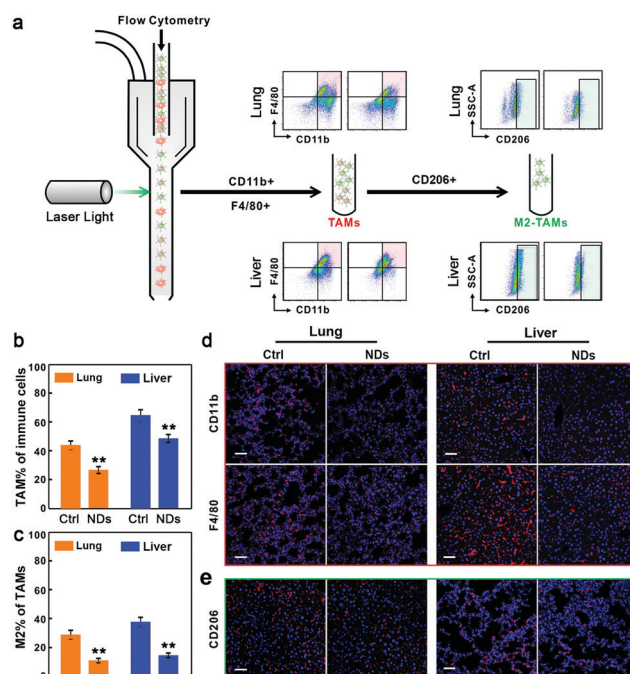 a
Flow Cytometry
Laser Light
CD11b+
F4/80+
Lung
F4/80
CD11b
TAMs
Liver
F4/80
CD11b
CD206+
Lung
SSC-A
CD206
M2-TAMs
Liver
SSC-A
CD206
b
TAM% of immune cells
100
80
60
40
20
0
Lung
Liver
**
**
Ctrl NDs Ctrl NDs
c
M2% of TAMs
100
80
60
40
20
Lung
Liver
**
**
d
Lung Liver
Ctrl NDs Ctrl NDs
CD11b
F4/80
e
CD206